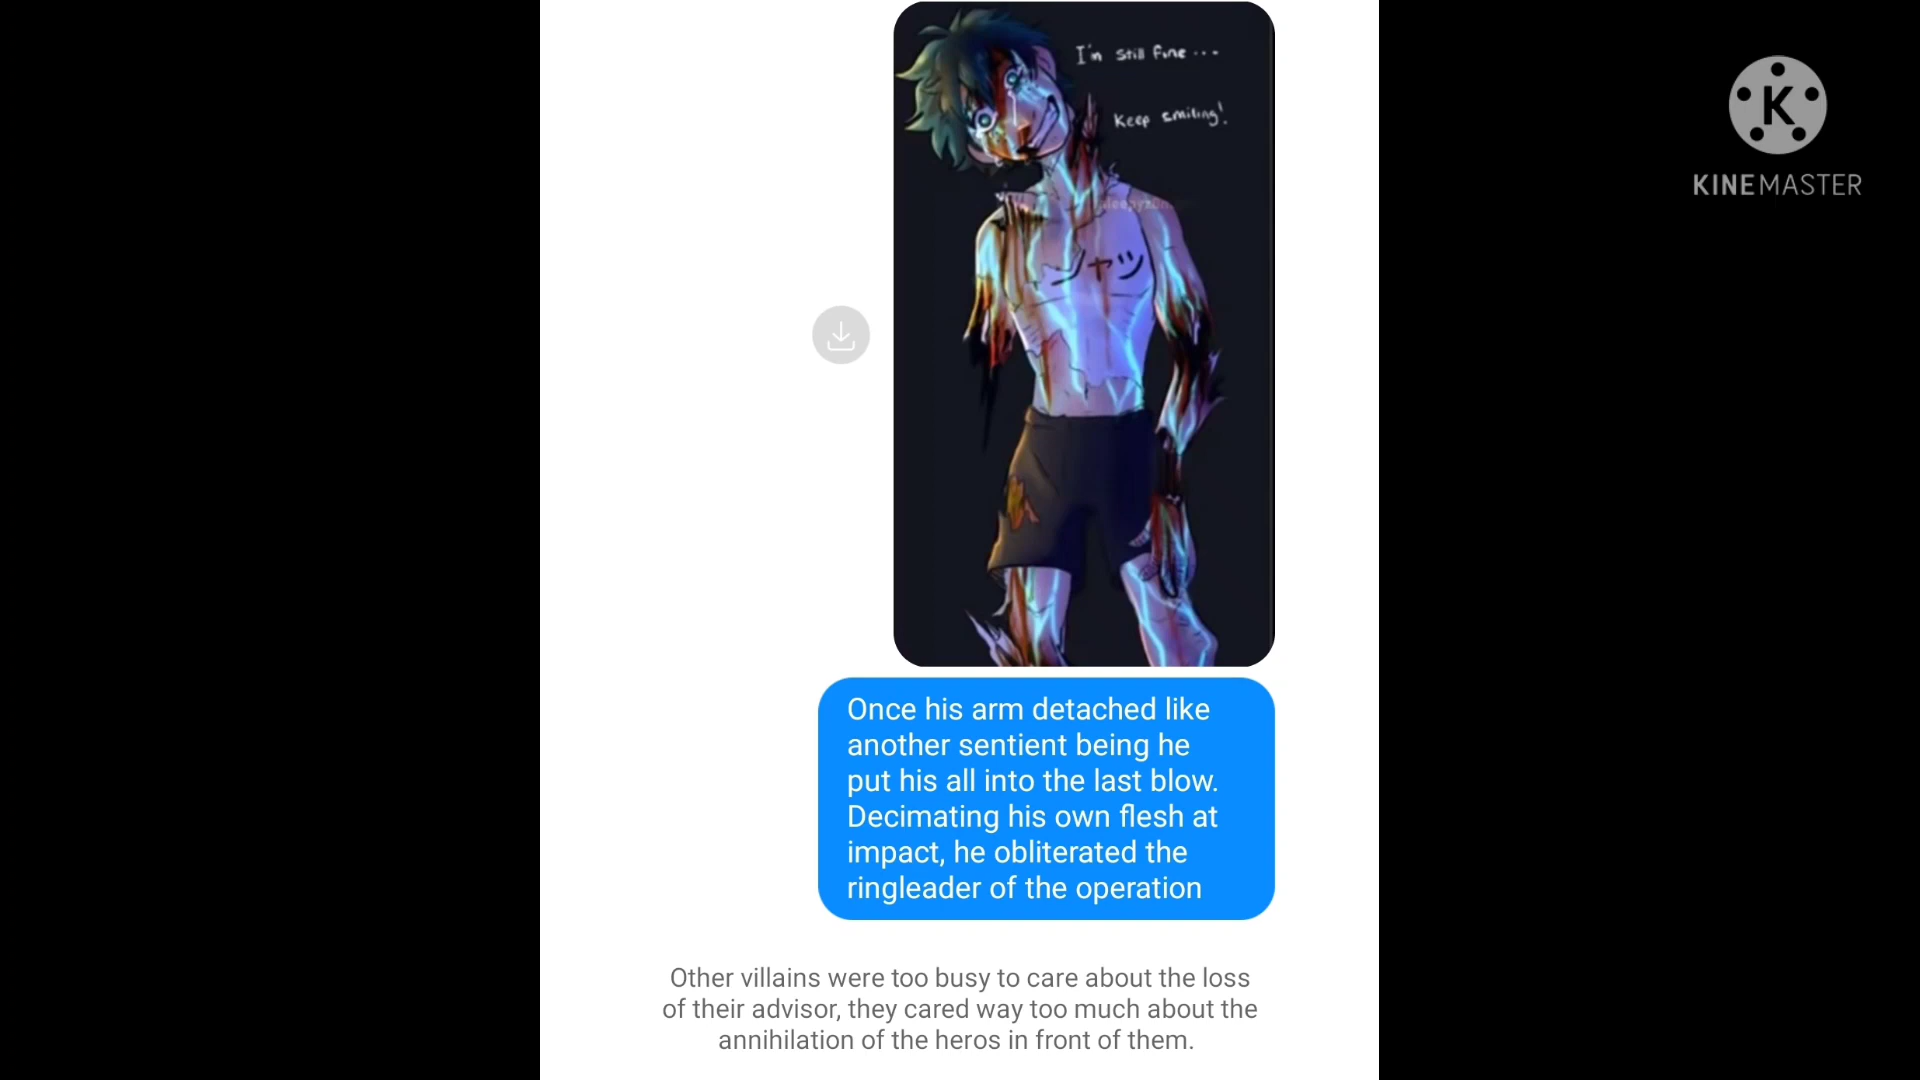 I'm still fine...
Keep smiling!
シャツ
K
KINEMASTER
Once his arm detached like
another sentient being he
put his all into the last blow.
Decimating his own flesh at
impact, he obliterated the
ringleader of the operation
Other villains were too busy to care about the loss
of their advisor, they cared way too much about the
annihilation of the heros in front of them.